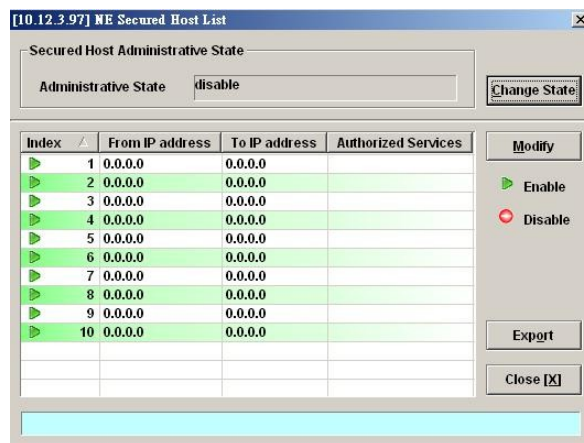 [10.12.3.97] NE Secured Host List
Secured Host Administrative State
Administrative State disable
Change State
Index From IP address To IP address Authorized Services
1 0.0.0.0 0.0.0.0
2 0.0.0.0 0.0.0.0
3 0.0.0.0 0.0.0.0
4 0.0.0.0 0.0.0.0
5 0.0.0.0 0.0.0.0
6 0.0.0.0 0.0.0.0
7 0.0.0.0 0.0.0.0
8 0.0.0.0 0.0.0.0
9 0.0.0.0 0.0.0.0
10 0.0.0.0 0.0.0.0
Modify
Enable
Disable
Export
Close [X]